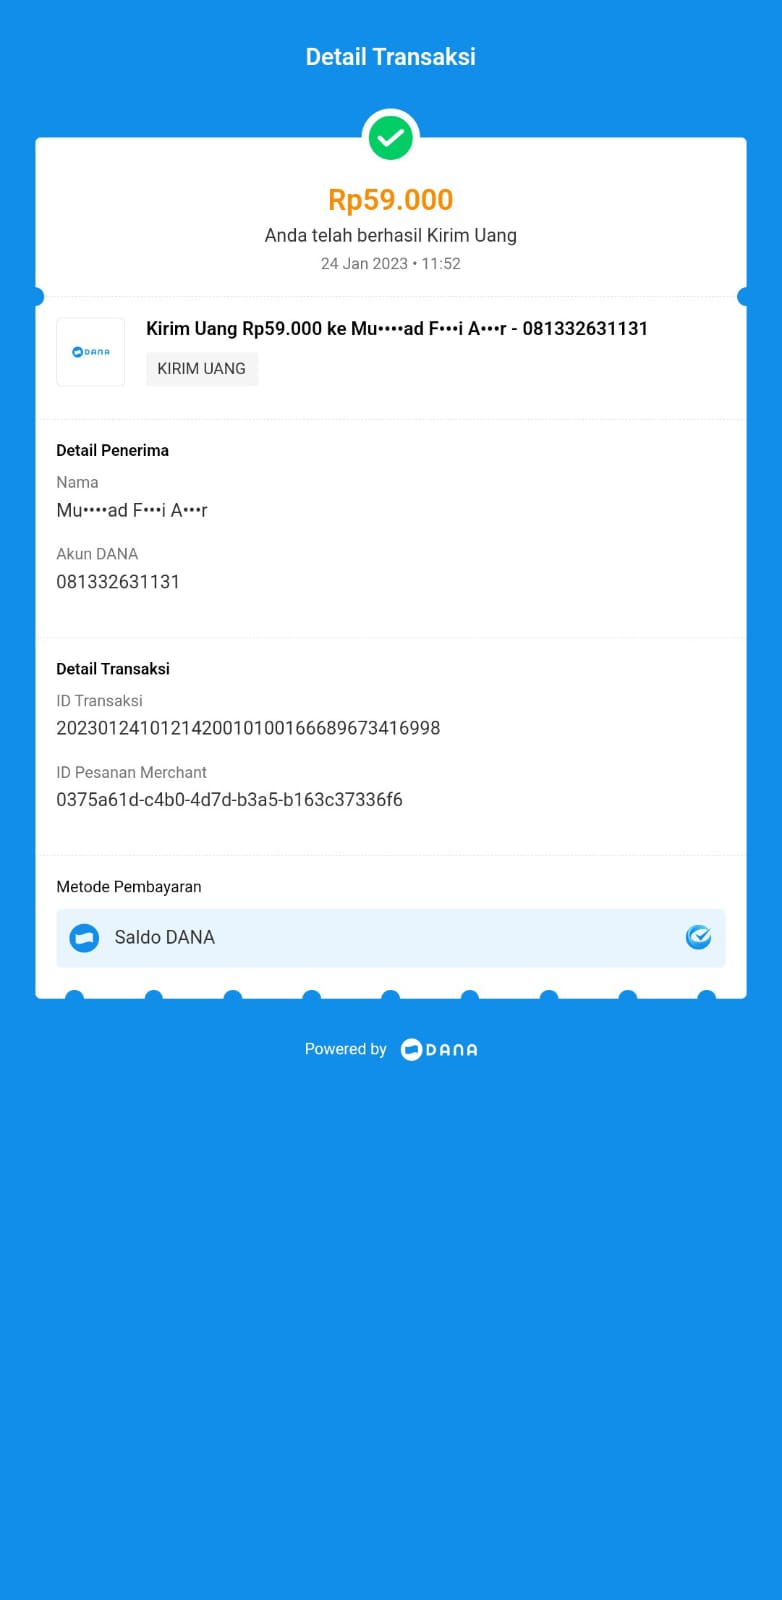 Detail Transaksi
Rp59.000
Anda telah berhasil Kirim Uang
24 Jan 2023 • 11:52
DANA
Kirim Uang Rp59.000 ke Mu••••ad F•••i A•••r - 081332631131
KIRIM UANG
Detail Penerima
Nama
Mu••••ad F•••i A•••r
Akun DANA
081332631131
Detail Transaksi
ID Transaksi
2023012410121420010100166689673416998
ID Pesanan Merchant
0375a61d-c4b0-4d7d-b3a5-b163c37336f6
Metode Pembayaran
Saldo DANA
Powered by DANA